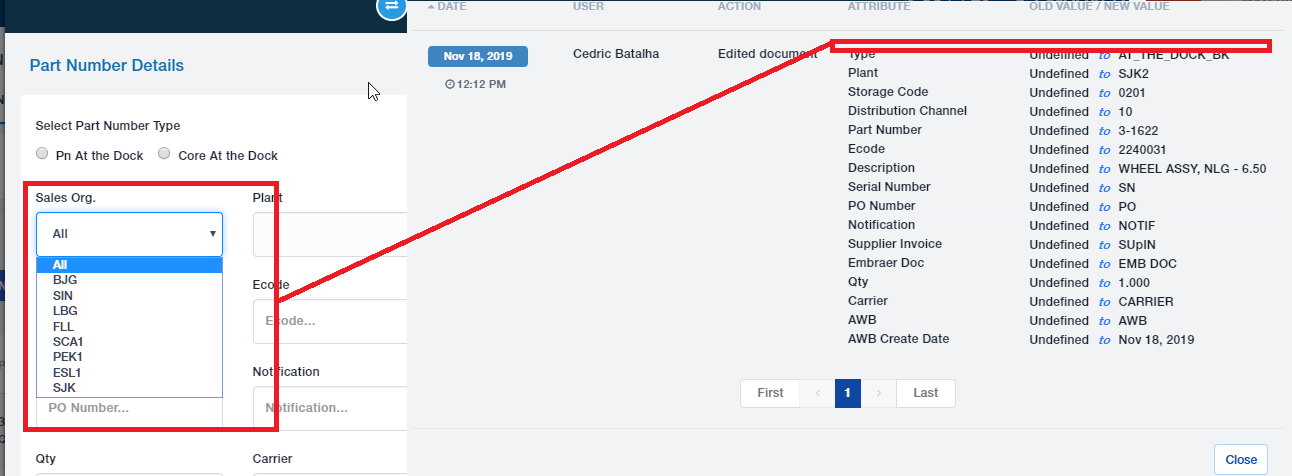 Part Number Details
Select Part Number Type
Pn At the Dock Core At the Dock
Sales Org. Plant
All
All
BJG
SIN
LBG
FLL
SCA1
PEK1
ESL1
SJK
Ecode
Ecode...
Notification
PO Number... Notification...
Qty Carrier
DATE USER ACTION ATTRIBUTE OLD VALUE / NEW VALUE
Nov 18, 2019 Cedric Batalha Edited document Type Undefined to AT_THE_DOCK_BK
12:12 PM
Plant Undefined to SJK2
Storage Code Undefined to 0201
Distribution Channel Undefined to 10
Part Number Undefined to 3-1622
Ecode Undefined to 2240031
Description Undefined to WHEEL ASSY, NLG - 6.50
Serial Number Undefined to SN
PO Number Undefined to PO
Notification Undefined to NOTIF
Supplier Invoice Undefined to SUpIN
Embraer Doc Undefined to EMB DOC
Qty Undefined to 1.000
Carrier Undefined to CARRIER
AWB Undefined to AWB
AWB Create Date Undefined to Nov 18, 2019
First ‹ 1 › Last
Close